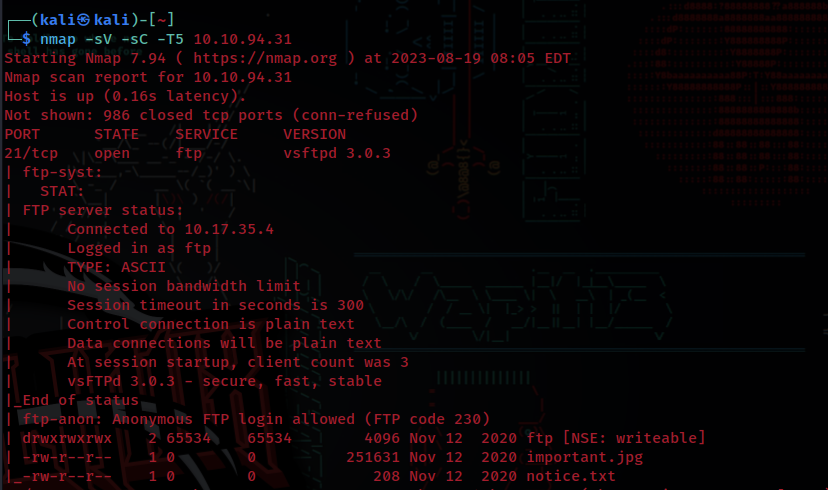 (kali㉿kali)-[~]
$ nmap -sV -sC -T5 10.10.94.31
Starting Nmap 7.94 ( https://nmap.org ) at 2023-08-19 08:05 EDT
Nmap scan report for 10.10.94.31
Host is up (0.16s latency).
Not shown: 986 closed tcp ports (conn-refused)
PORT      STATE    SERVICE      VERSION
21/tcp    open     ftp          vsftpd 3.0.3
| ftp-syst:
|   STAT:
| FTP server status:
|      Connected to 10.17.35.4
|      Logged in as ftp
|      TYPE: ASCII
|      No session bandwidth limit
|      Session timeout in seconds is 300
|      Control connection is plain text
|      Data connections will be plain text
|      At session startup, client count was 3
|      vsFTPd 3.0.3 - secure, fast, stable
|_End of status
| ftp-anon: Anonymous FTP login allowed (FTP code 230)
| drwxrwxrwx    2 65534    65534        4096 Nov 12  2020 ftp [NSE: writeable]
| -rw-r--r--    1 0        0          251631 Nov 12  2020 important.jpg
|_-rw-r--r--    1 0        0             208 Nov 12  2020 notice.txt